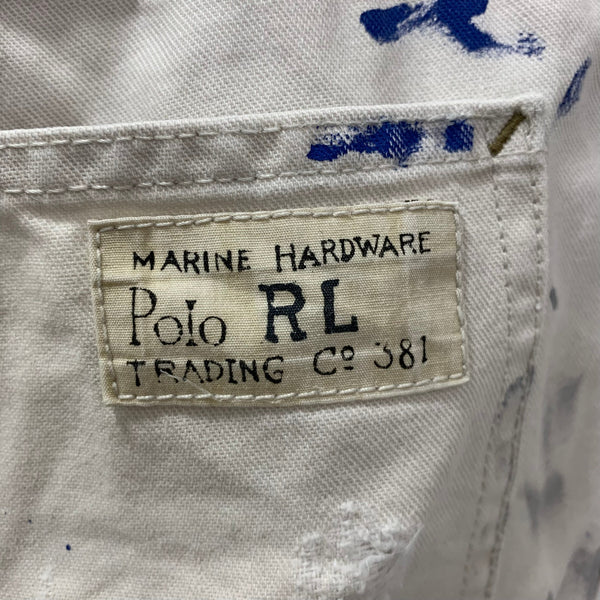 MARINE HARDWARE
Polo RL
TRADING Cº 381